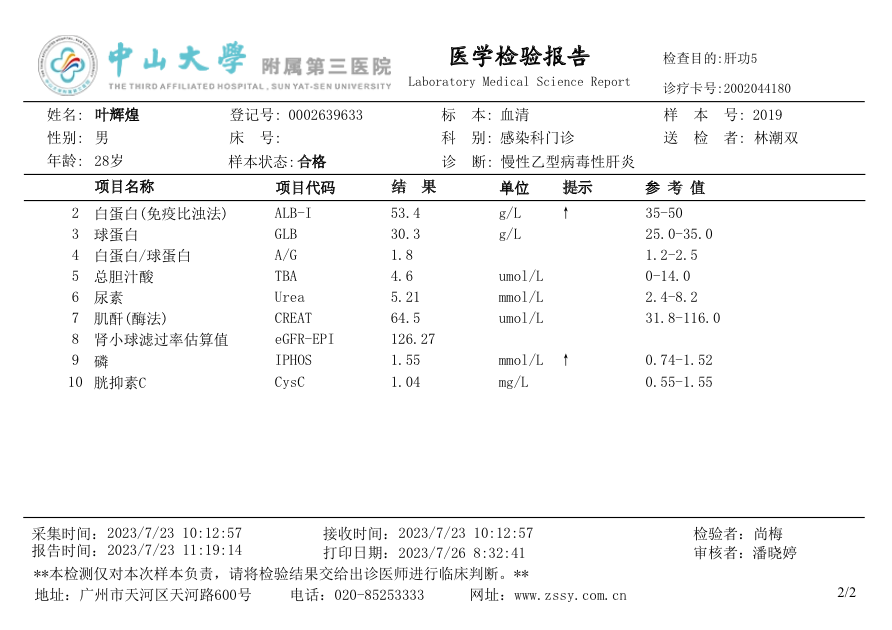 中山大学 附属第三医院
THE THIRD AFFILIATED HOSPITAL, SUN YAT-SEN UNIVERSITY
医学检验报告
Laboratory Medical Science Report
检查目的:肝功5
诊疗卡号:2002044180
姓名: 叶辉煌 登记号: 0002639633 标 本: 血清 样 本 号: 2019
性别: 男 床 号: 科 别: 感染科门诊 送 检 者: 林潮双
年龄: 28岁 样本状态: 合格 诊 断: 慢性乙型病毒性肝炎
项目名称 项目代码 结 果 单位 提示 参 考 值
2 白蛋白(免疫比浊法) ALB-I 53.4 g/L ↑ 35-50
3 球蛋白 GLB 30.3 g/L 25.0-35.0
4 白蛋白/球蛋白 A/G 1.8 1.2-2.5
5 总胆汁酸 TBA 4.6 umol/L 0-14.0
6 尿素 Urea 5.21 mmol/L 2.4-8.2
7 肌酐(酶法) CREAT 64.5 umol/L 31.8-116.0
8 肾小球滤过率估算值 eGFR-EPI 126.27
9 磷 IPHOS 1.55 mmol/L ↑ 0.74-1.52
10 胱抑素C CysC 1.04 mg/L 0.55-1.55
采集时间: 2023/7/23 10:12:57 接收时间: 2023/7/23 10:12:57 检验者: 尚梅
报告时间: 2023/7/23 11:19:14 打印日期: 2023/7/26 8:32:41 审核者: 潘晓婷
**本检测仅对本次样本负责，请将检验结果交给出诊医师进行临床判断。**
地址: 广州市天河区天河路600号 电话: 020-85253333 网址: www.zssy.com.cn 2/2